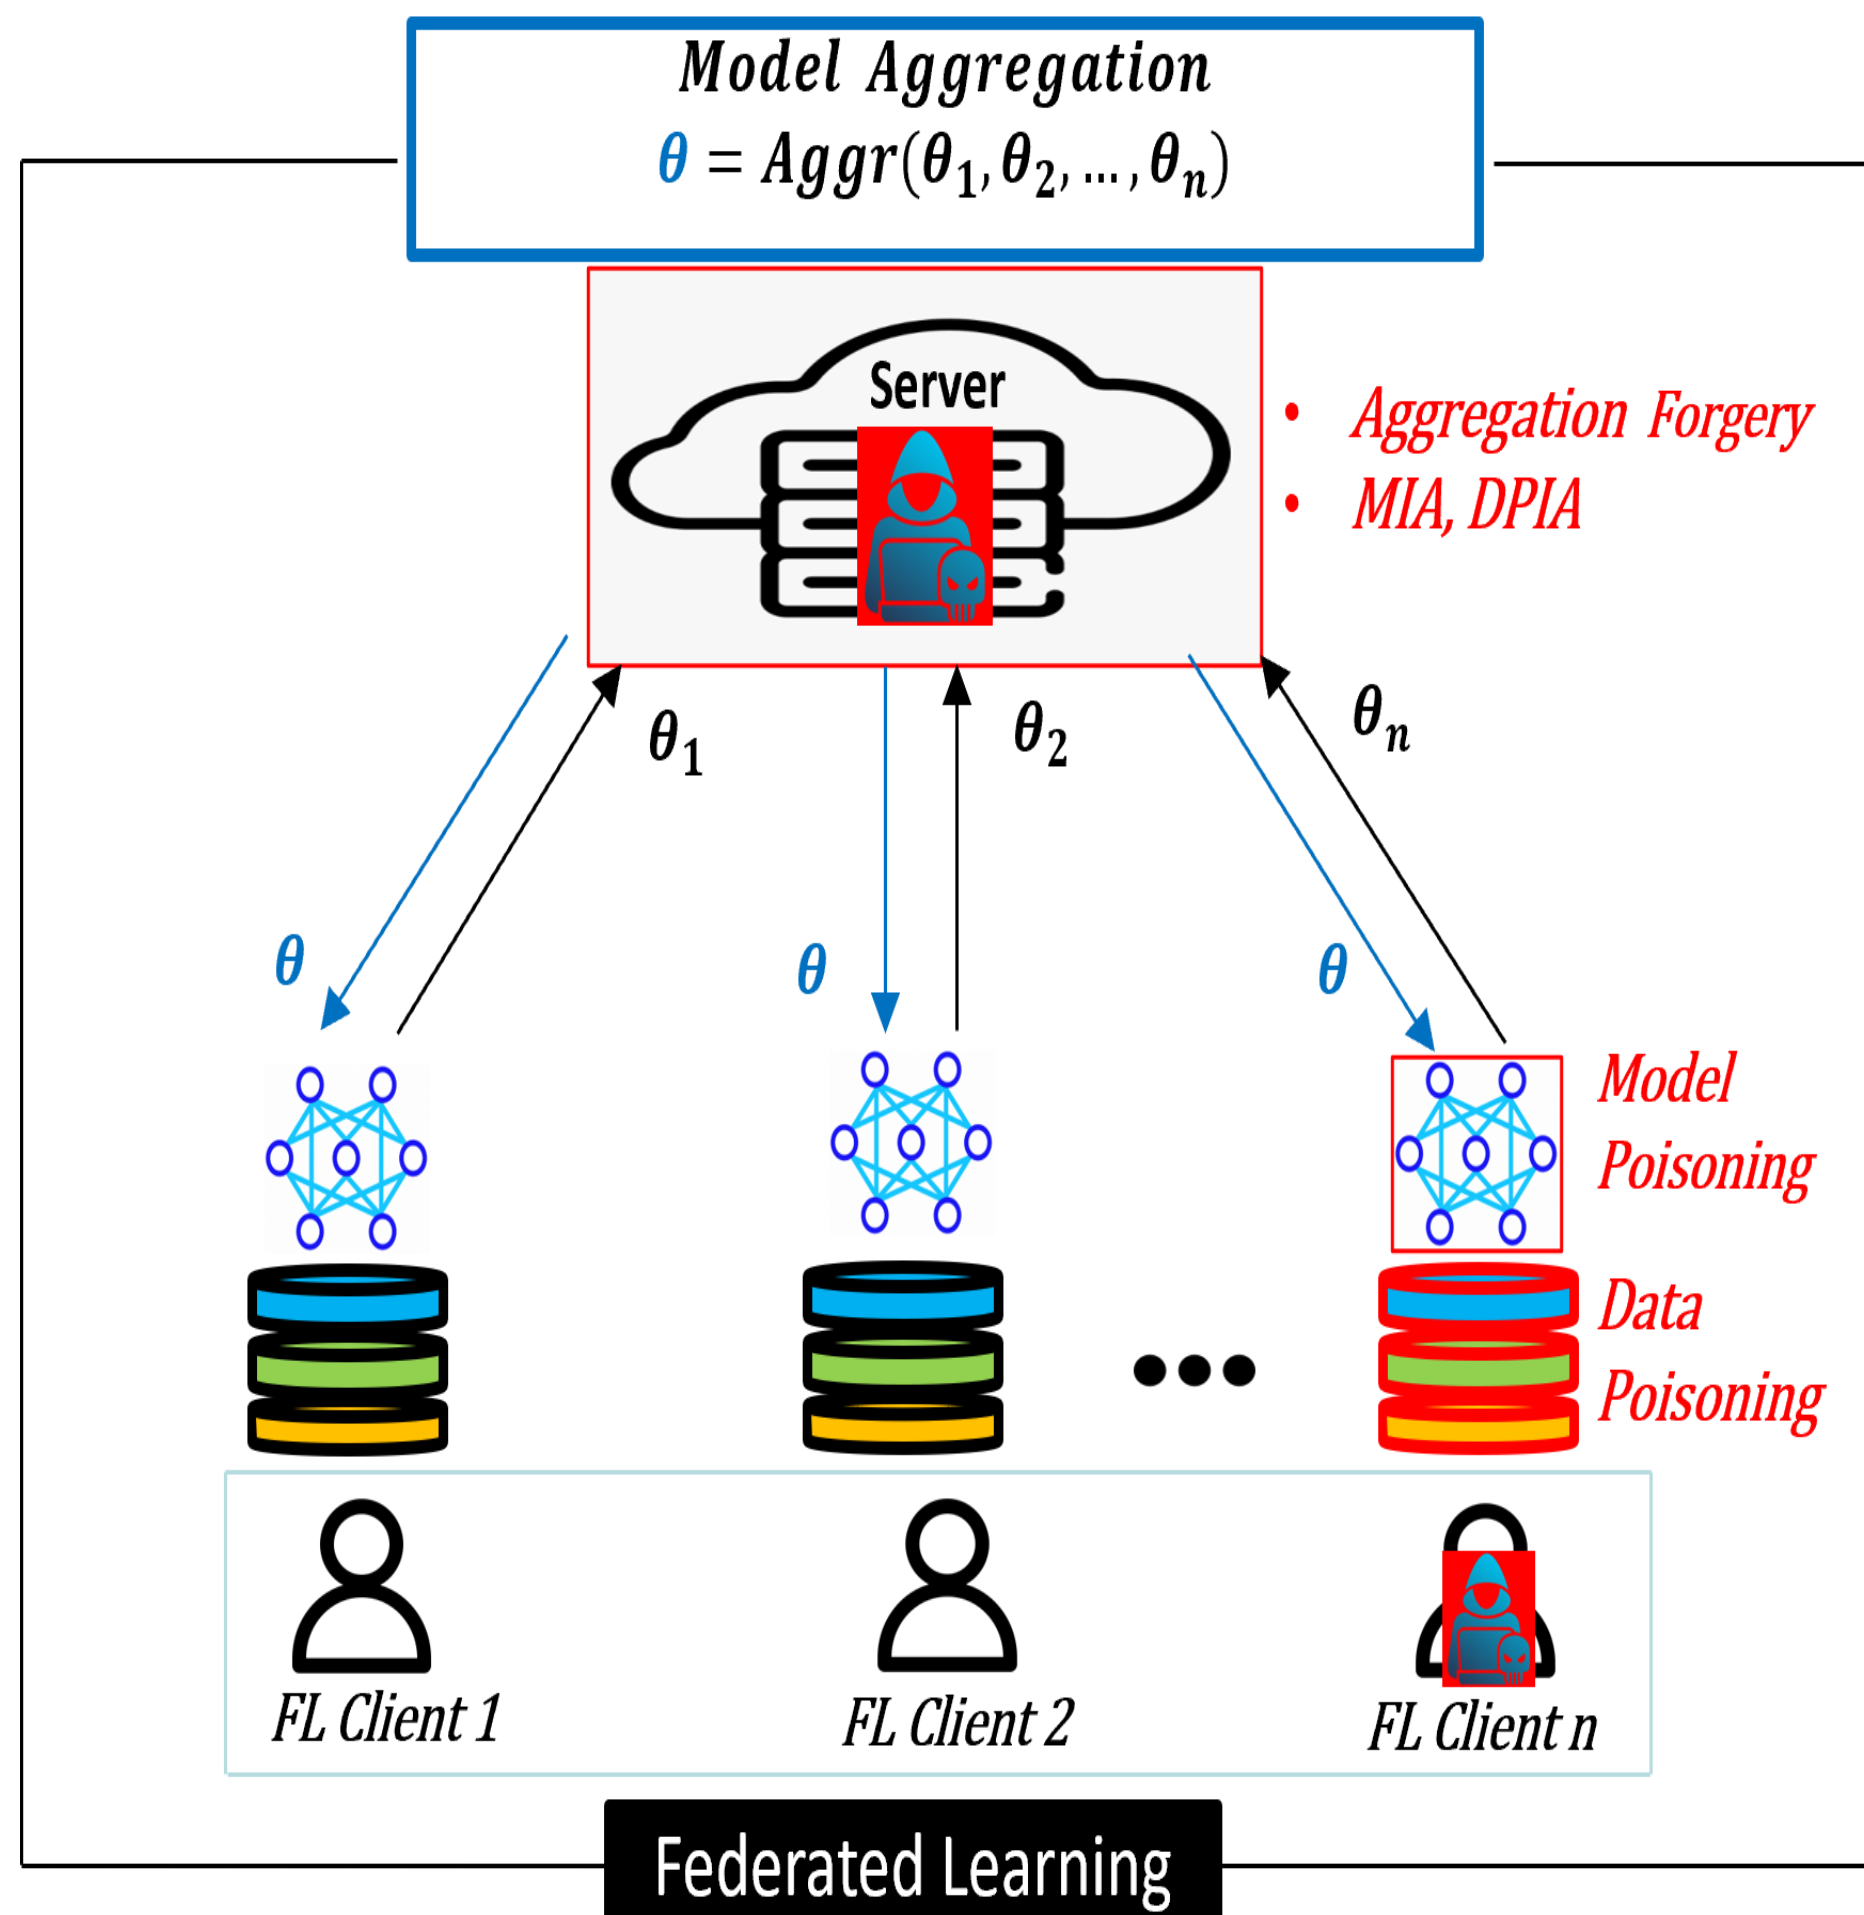 Model Aggregation
θ = Aggr(θ₁, θ₂, ... , θₙ)
Server
• Aggregation Forgery
• MIA, DPIA
θ₁
θ₂
θₙ
θ
θ
θ
Model
Poisoning
Data
Poisoning
FL Client 1
FL Client 2
FL Client n
Federated Learning